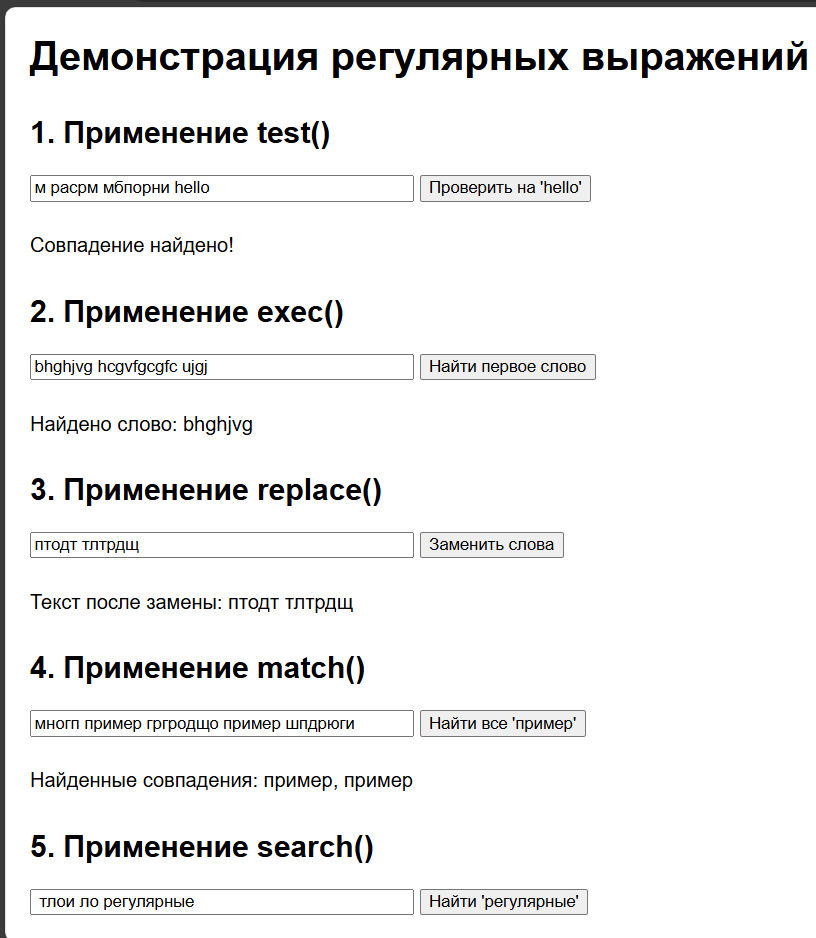 Демонстрация регулярных выражений
1. Применение test()
м расрм мбпорни hello Проверить на 'hello'
Совпадение найдено!
2. Применение exec()
bhghjvg hcgvfgcgfc ujgj Найти первое слово
Найдено слово: bhghjvg
3. Применение replace()
птодт тлтрдщ Заменить слова
Текст после замены: птодт тлтрдщ
4. Применение match()
многп пример гргродщо пример шпдрюги Найти все 'пример'
Найденные совпадения: пример, пример
5. Применение search()
тлои ло регулярные Найти 'регулярные'